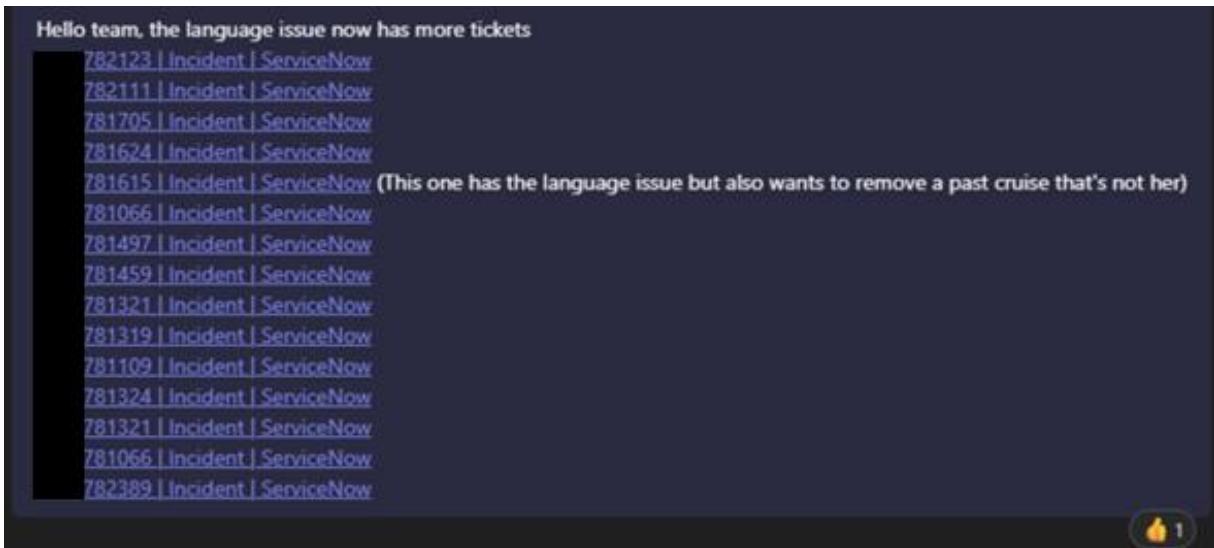 Hello team, the language issue now has more tickets
782123 | Incident | ServiceNow
782111 | Incident | ServiceNow
781705 | Incident | ServiceNow
781624 | Incident | ServiceNow
781615 | Incident | ServiceNow (This one has the language issue but also wants to remove a past cruise that's not her)
781066 | Incident | ServiceNow
781497 | Incident | ServiceNow
781459 | Incident | ServiceNow
781321 | Incident | ServiceNow
781319 | Incident | ServiceNow
781109 | Incident | ServiceNow
781324 | Incident | ServiceNow
781321 | Incident | ServiceNow
781066 | Incident | ServiceNow
782389 | Incident | ServiceNow
👍 1